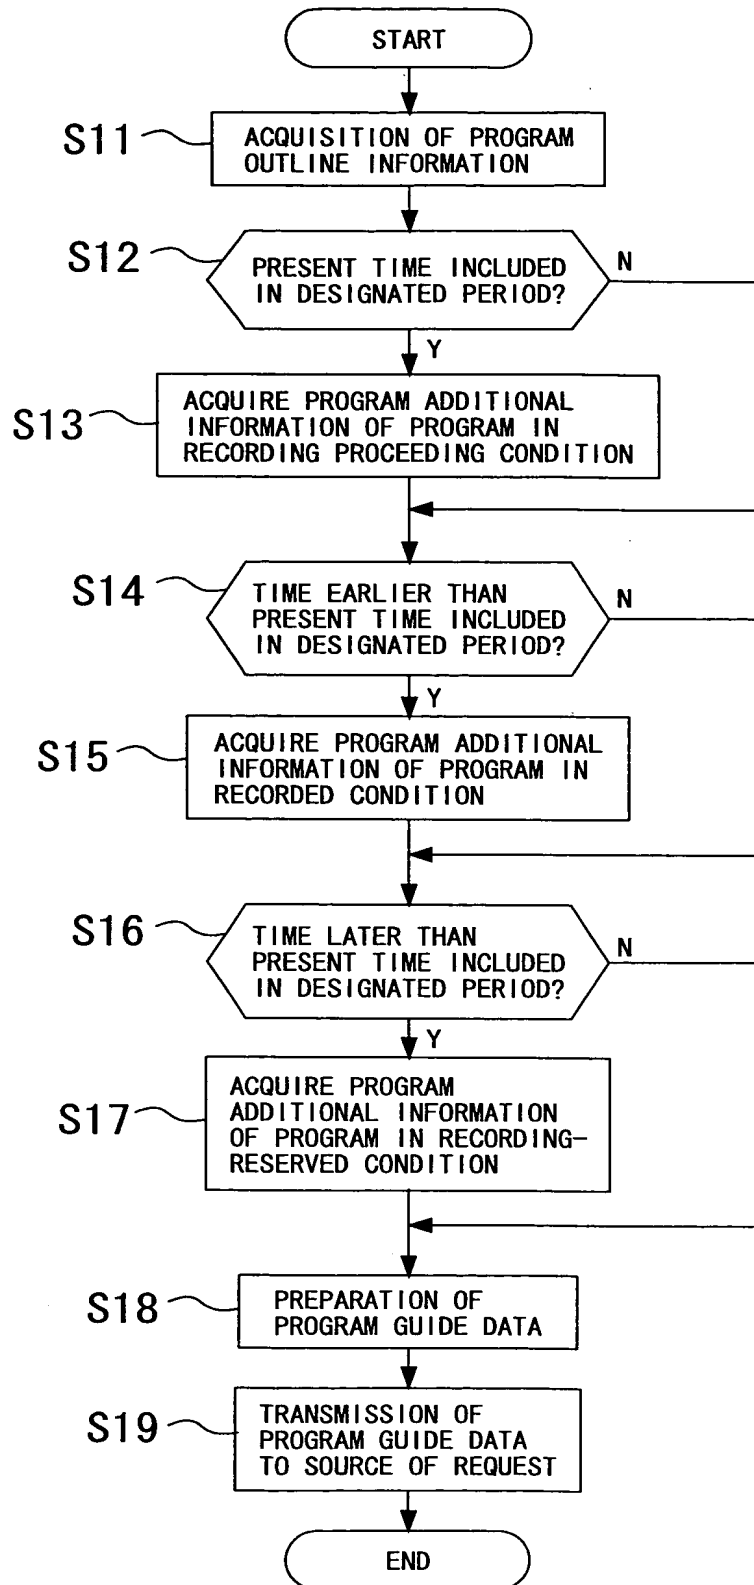 START
S11
ACQUISITION OF PROGRAM
OUTLINE INFORMATION
S12
PRESENT TIME INCLUDED
IN DESIGNATED PERIOD?
N
Y
S13
ACQUIRE PROGRAM ADDITIONAL
INFORMATION OF PROGRAM IN
RECORDING PROCEEDING CONDITION
S14
TIME EARLIER THAN
PRESENT TIME INCLUDED
IN DESIGNATED PERIOD?
N
Y
S15
ACQUIRE PROGRAM ADDITIONAL
INFORMATION OF PROGRAM IN
RECORDED CONDITION
S16
TIME LATER THAN
PRESENT TIME INCLUDED
IN DESIGNATED PERIOD?
N
Y
S17
ACQUIRE PROGRAM
ADDITIONAL INFORMATION
OF PROGRAM IN RECORDING-
RESERVED CONDITION
S18
PREPARATION OF
PROGRAM GUIDE DATA
S19
TRANSMISSION OF
PROGRAM GUIDE DATA
TO SOURCE OF REQUEST
END